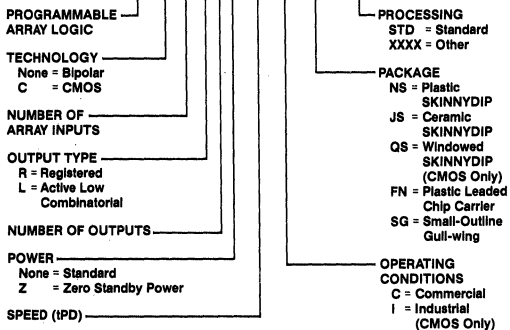 PROGRAMMABLE
ARRAY LOGIC
TECHNOLOGY
None = Bipolar
C = CMOS
NUMBER OF
ARRAY INPUTS
OUTPUT TYPE
R = Registered
L = Active Low
Combinatorial
NUMBER OF OUTPUTS
POWER
None = Standard
Z = Zero Standby Power
SPEED (tPD)
PROCESSING
STD = Standard
XXXX = Other
PACKAGE
NS = Plastic
SKINNYDIP
JS = Ceramic
SKINNYDIP
QS = Windowed
SKINNYDIP
(CMOS Only)
FN = Plastic Leaded
Chip Carrier
SG = Small-Outline
Gull-wing
OPERATING
CONDITIONS
C = Commercial
I = Industrial
(CMOS Only)